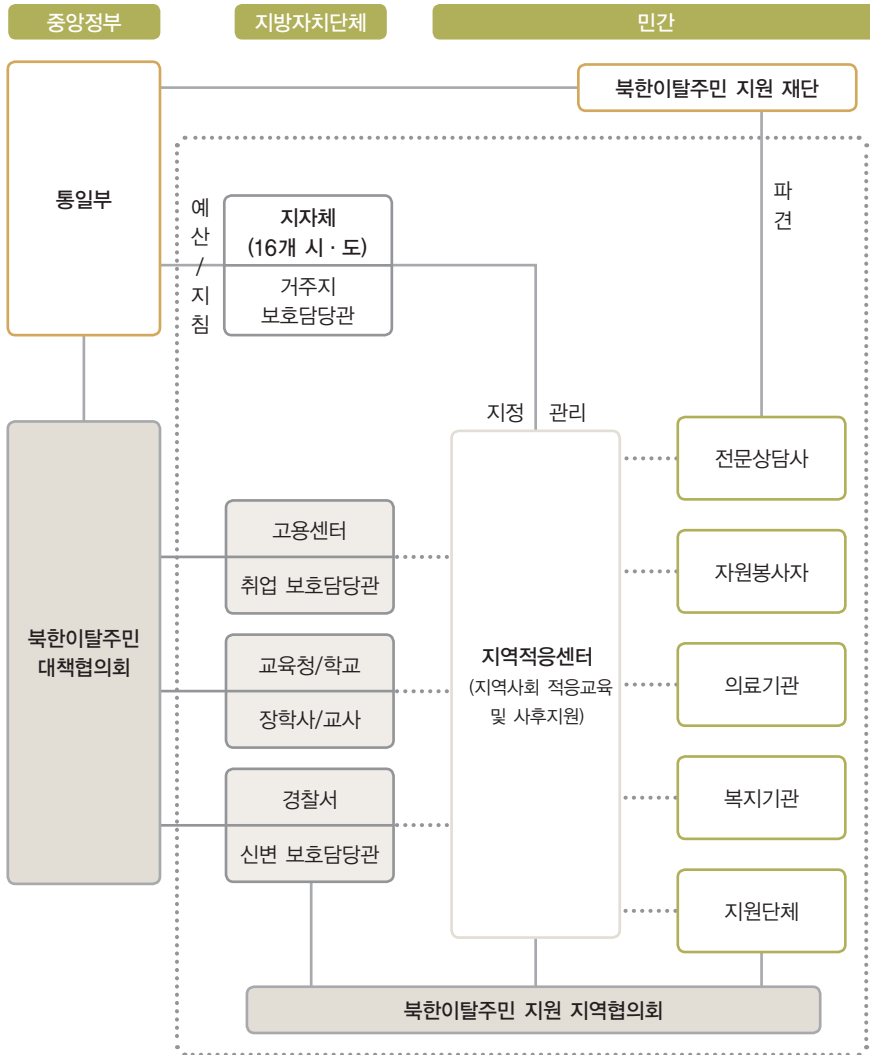 중앙정부
지방자치단체
민간
북한이탈주민 지원 재단
통일부
예산/지침
지자체
(16개 시 · 도)
거주지
보호담당관
파견
지정
관리
전문상담사
고용센터
취업 보호담당관
자원봉사자
북한이탈주민
대책협의회
교육청/학교
장학사/교사
지역적응센터
(지역사회 적응교육
및 사후지원)
의료기관
경찰서
신변 보호담당관
복지기관
지원단체
북한이탈주민 지원 지역협의회